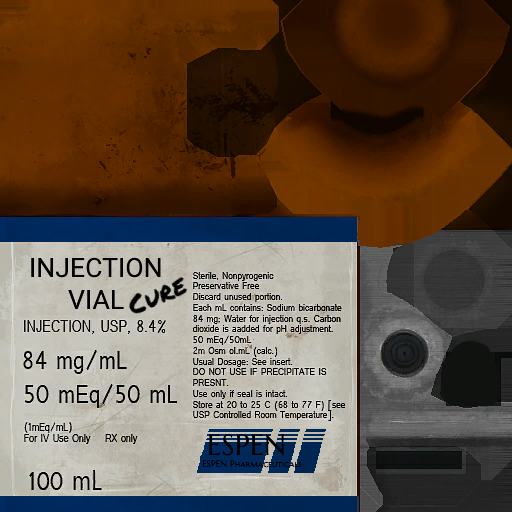 INJECTION
VIAL CURE
INJECTION, USP, 8.4%
84 mg/mL
50 mEq/50 mL
(1mEq/mL)
For IV Use Only RX only
100 mL
Sterile, Nonpyrogenic
Preservative Free
Discard unused portion.
Each mL contains: Sodium bicarbonate
84 mg; Water for injection q.s. Carbon
dioxide is aadded for pH adjustment.
50 mEq/50mL
2m Osm ol.mL (calc.)
Usual Dosage: See insert.
DO NOT USE IF PRECIPITATE IS
PRESNT.
Use only if seal is intact.
Store at 20 to 25 C (68 to 77 F) [see
USP Controlled Room Temperature].
ESPEN
ESPEN PHARMACEUTICALS